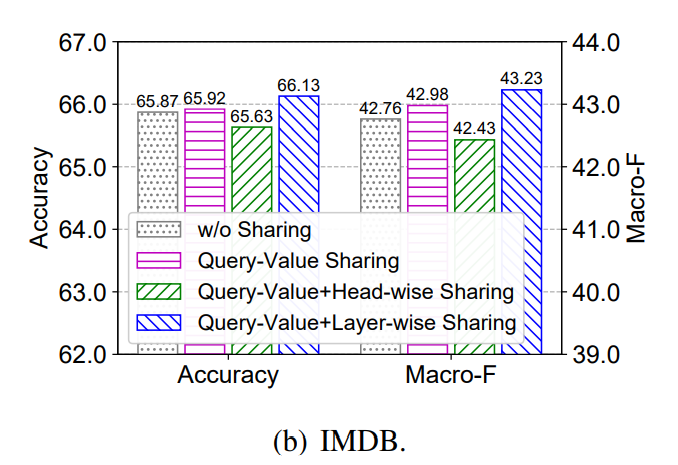 67.0
66.0
65.0
64.0
63.0
62.0
Accuracy
44.0
43.0
42.0
41.0
40.0
39.0
Macro-F
65.87
65.92
65.63
66.13
42.76
42.98
42.43
43.23
w/o Sharing
Query-Value Sharing
Query-Value+Head-wise Sharing
Query-Value+Layer-wise Sharing
Accuracy
Macro-F
(b) IMDB.